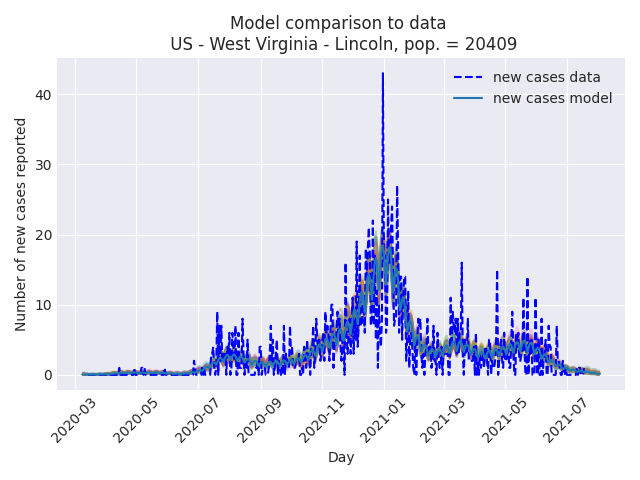 Model comparison to data
US - West Virginia - Lincoln, pop. = 20409
new cases data
new cases model
Number of new cases reported
40
30
20
10
0
2020-03
2020-05
2020-07
2020-09
2020-11
2021-01
2021-03
2021-05
2021-07
Day